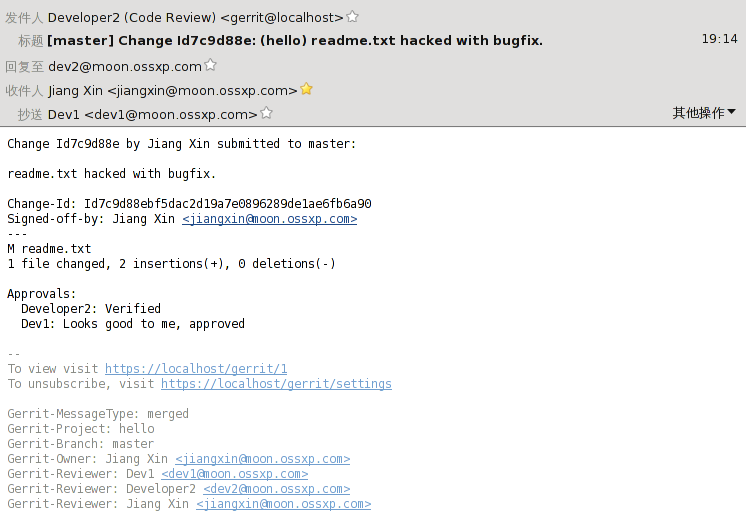 发件人 Developer2 (Code Review) <gerrit@localhost>
标题 [master] Change Id7c9d88e: (hello) readme.txt hacked with bugfix. 19:14
回复至 dev2@moon.ossxp.com
收件人 Jiang Xin <jiangxin@moon.ossxp.com>
抄送 Dev1 <dev1@moon.ossxp.com> 其他操作
Change Id7c9d88e by Jiang Xin submitted to master:
readme.txt hacked with bugfix.
Change-Id: Id7c9d88ebf5dac2d19a7e0896289de1ae6fb6a90
Signed-off-by: Jiang Xin <jiangxin@moon.ossxp.com>
---
M readme.txt
1 file changed, 2 insertions(+), 0 deletions(-)
Approvals:
Developer2: Verified
Dev1: Looks good to me, approved
--
To view visit https://localhost/gerrit/1
To unsubscribe, visit https://localhost/gerrit/settings
Gerrit-MessageType: merged
Gerrit-Project: hello
Gerrit-Branch: master
Gerrit-Owner: Jiang Xin <jiangxin@moon.ossxp.com>
Gerrit-Reviewer: Dev1 <dev1@moon.ossxp.com>
Gerrit-Reviewer: Developer2 <dev2@moon.ossxp.com>
Gerrit-Reviewer: Jiang Xin <jiangxin@moon.ossxp.com>